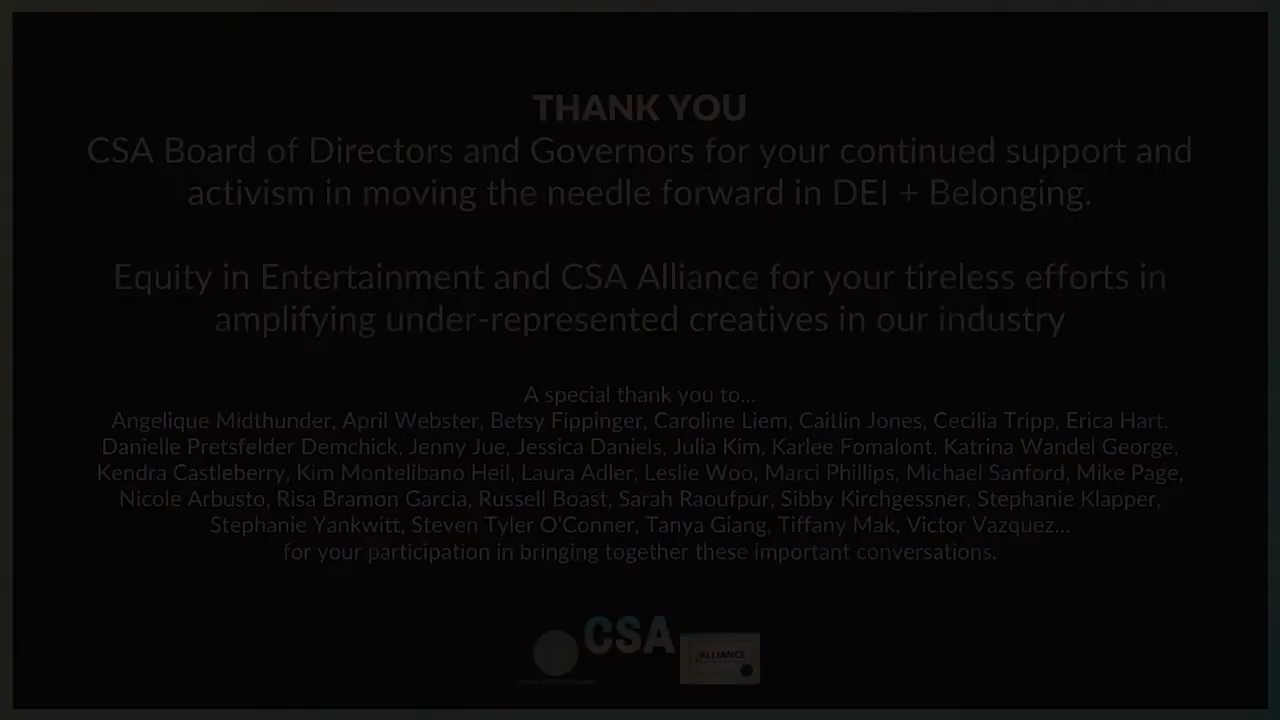 THANK YOU
CSA Board of Directors and Governors for your continued support and
activism in moving the needle forward in DEI + Belonging.
Equity in Entertainment and CSA Alliance for your tireless efforts in
amplifying under-represented creatives in our industry
A special thank you to...
Angelique Midthunder, April Webster, Betsy Fippinger, Caroline Liem, Caitlin Jones, Cecilia Tripp, Erica Hart,
Danielle Pretsfelder Demchick, Jenny Jue, Jessica Daniels, Julia Kim, Karlee Fomalont, Katrina Wandel George,
Kendra Castleberry, Kim Montelibano Heil, Laura Adler, Leslie Woo, Marci Phillips, Michael Sanford, Mike Page,
Nicole Arbusto, Risa Bramon Garcia, Russell Boast, Sarah Raoufpur, Sibby Kirchgessner, Stephanie Klapper,
Stephanie Yankwitt, Steven Tyler O'Conner, Tanya Giang, Tiffany Mak, Victor Vazquez...
for your participation in bringing together these important conversations.
CSA
ALLIANCE